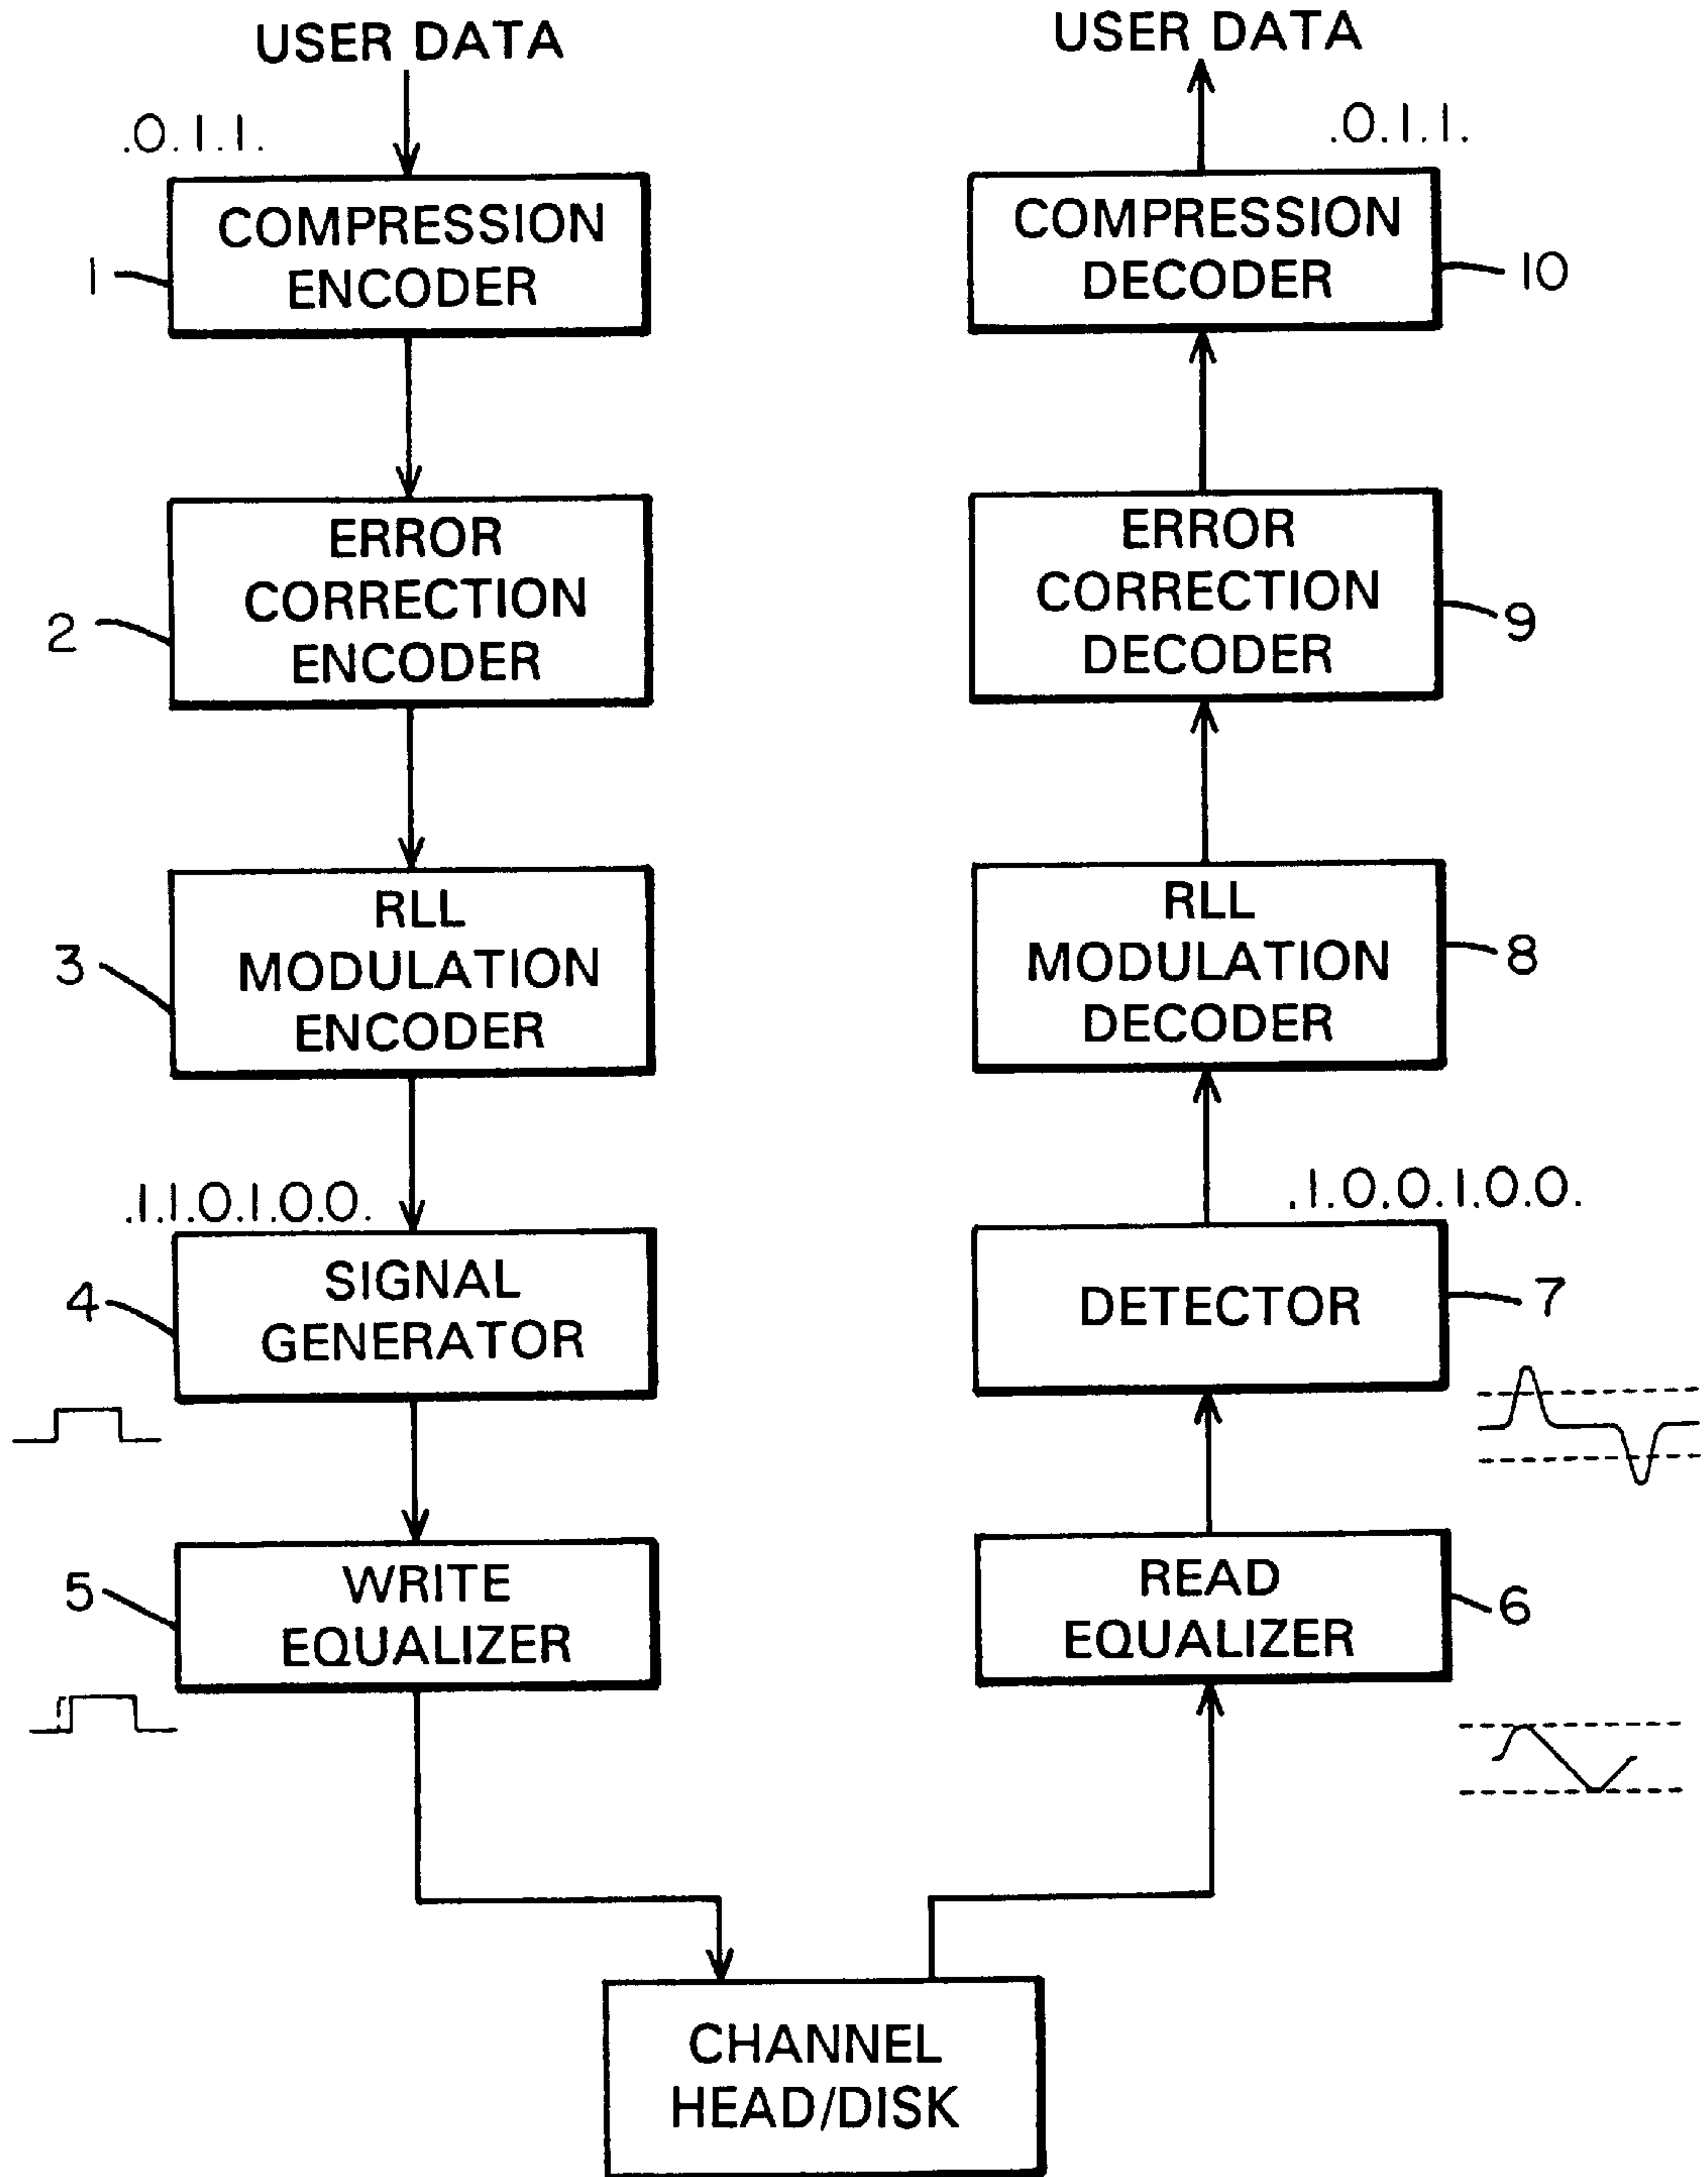 USER DATA
.0.1.1.
COMPRESSION
ENCODER
1
ERROR
CORRECTION
ENCODER
2
RLL
MODULATION
ENCODER
3
.1.1.0.1.0.0.
SIGNAL
GENERATOR
4
WRITE
EQUALIZER
5
CHANNEL
HEAD/DISK
READ
EQUALIZER
6
DETECTOR
7
.1.0.0.1.0.0.
RLL
MODULATION
DECODER
8
ERROR
CORRECTION
DECODER
9
COMPRESSION
DECODER
10
.0.1.1.
USER DATA